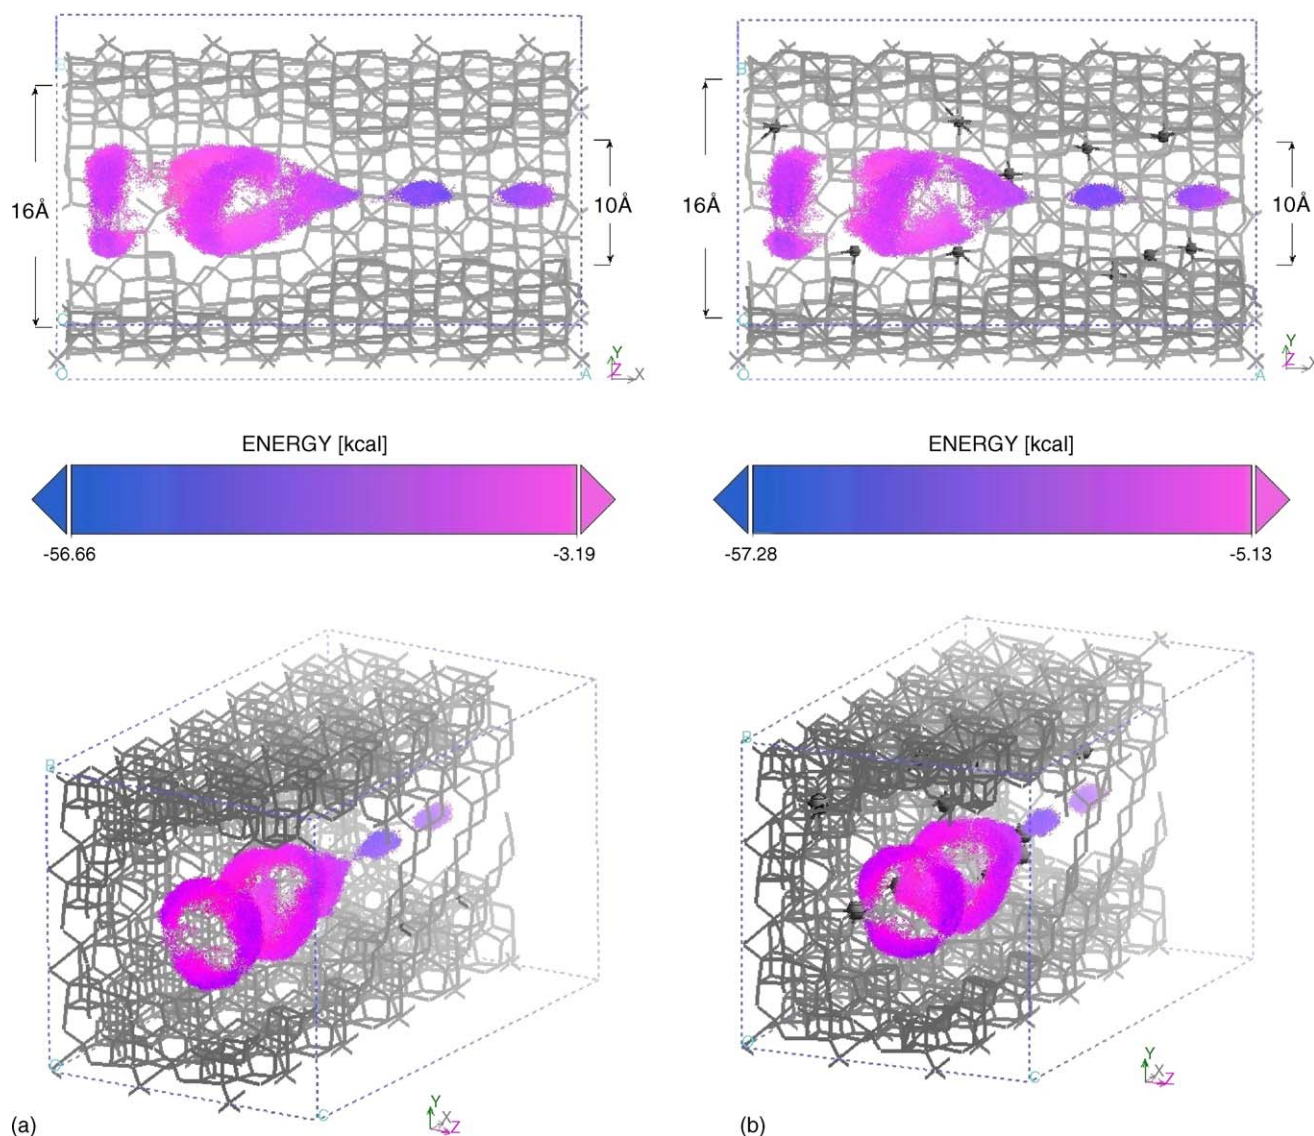 B
B
16Å
10Å
16Å
10Å
O
A
Y
Z
X
O
A
Y
Z
X
ENERGY [kcal]
ENERGY [kcal]
-56.66
-3.19
-57.28
-5.13
B
B
C
C
Y
X
Z
Y
X
Z
(a)
(b)